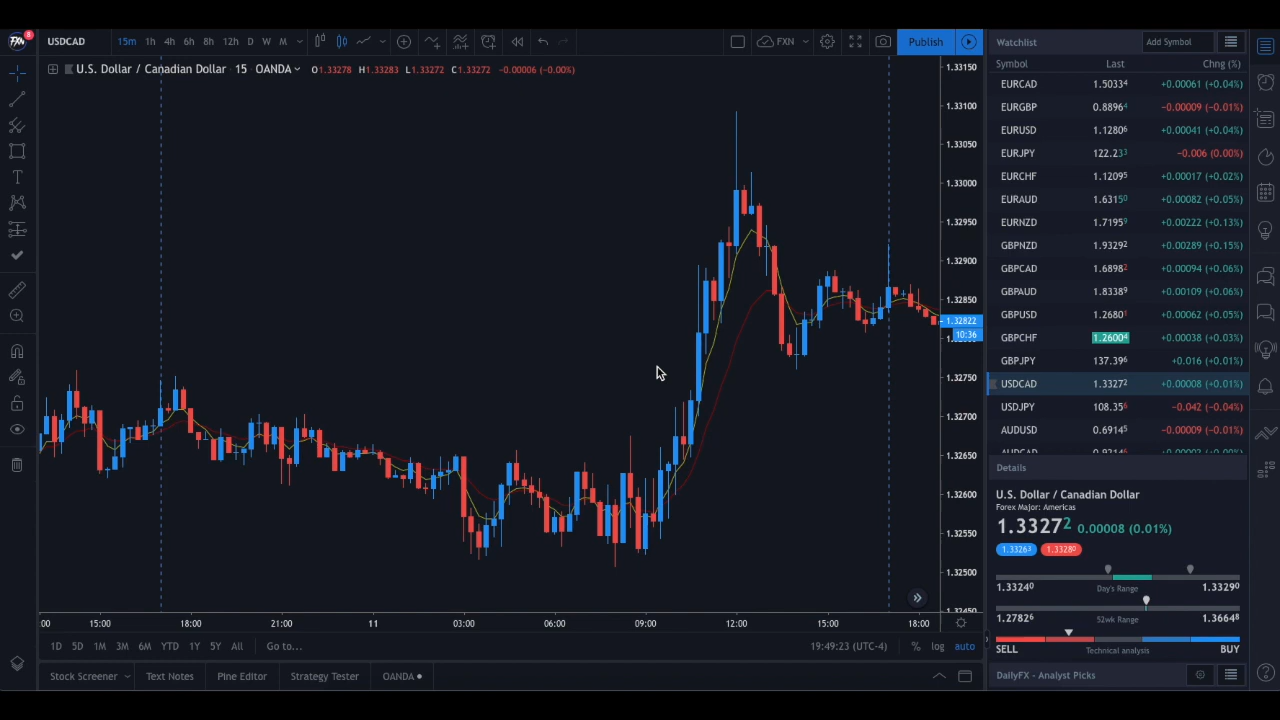 FXN 8 USDCAD 15m 1h 4h 6h 8h 12h D W M FXN Publish
U.S. Dollar / Canadian Dollar · 15 OANDA O1.33278 H1.33283 L1.33272 C1.33272 −0.00006 (−0.00%)
1.33150
1.33100
1.33050
1.33000
1.32950
1.32900
1.32850
1.32822
10:36
1.32750
1.32700
1.32650
1.32600
1.32550
1.32500
:00 15:00 18:00 21:00 11 03:00 06:00 09:00 12:00 15:00 18:00
1D 5D 1M 3M 6M YTD 1Y 5Y All Go to... 19:49:23 (UTC-4) % log auto
Stock Screener Text Notes Pine Editor Strategy Tester OANDA
Watchlist Add Symbol
Symbol Last Chng (%)
EURCAD 1.50334 +0.00061 (+0.04%)
EURGBP 0.88964 −0.00009 (−0.01%)
EURUSD 1.12806 +0.00041 (+0.04%)
EURJPY 122.233 −0.006 (0.00%)
EURCHF 1.12095 +0.00017 (+0.02%)
EURAUD 1.63150 +0.00082 (+0.05%)
EURNZD 1.71959 +0.00222 (+0.13%)
GBPNZD 1.93292 +0.00289 (+0.15%)
GBPCAD 1.68982 +0.00094 (+0.06%)
GBPAUD 1.83389 +0.00109 (+0.06%)
GBPUSD 1.26801 +0.00062 (+0.05%)
GBPCHF 1.26004 +0.00038 (+0.03%)
GBPJPY 137.396 +0.016 (+0.01%)
USDCAD 1.33272 +0.00008 (+0.01%)
USDJPY 108.356 −0.042 (−0.04%)
AUDUSD 0.69145 −0.00009 (−0.01%)
Details
U.S. Dollar / Canadian Dollar
Forex Major: Americas
1.33272 0.00008 (0.01%)
1.33263 1.33280
1.33240 Day's Range 1.33290
1.27826 52wk Range 1.36648
SELL Technical analysis BUY
DailyFX - Analyst Picks